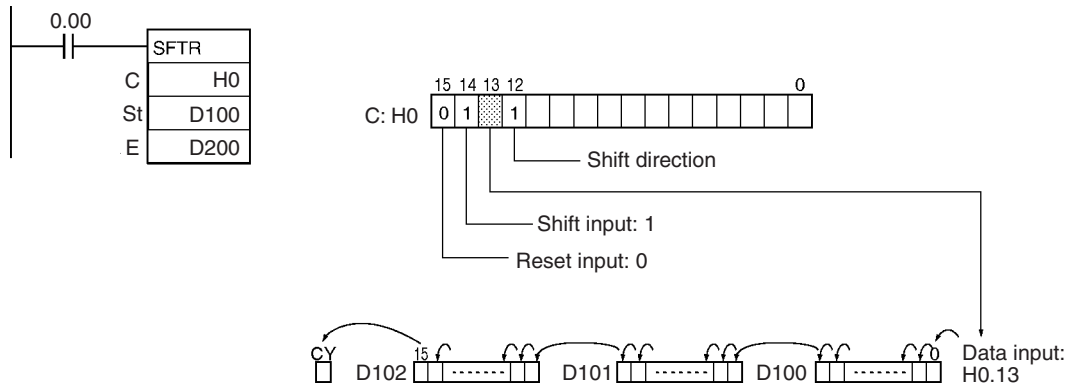 0.00
SFTR
C H0
St D100
E D200
15 14 13 12 0
C: H0 0 1 1
Shift direction
Shift input: 1
Reset input: 0
CY 15 0 Data input:
D102 D101 D100 H0.13